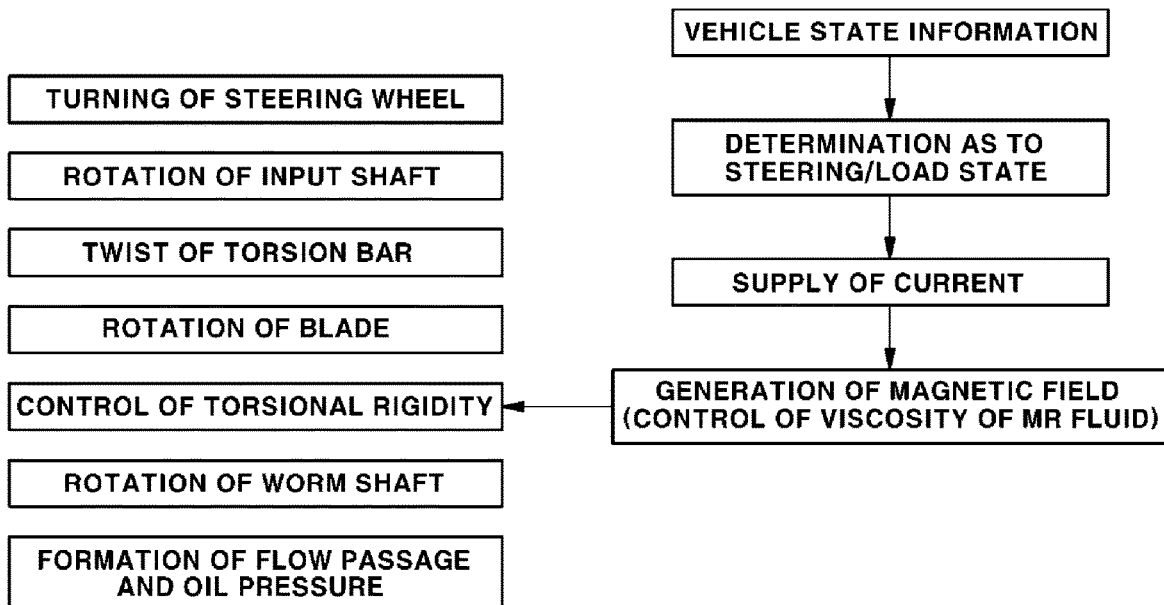 VEHICLE STATE INFORMATION
TURNING OF STEERING WHEEL
DETERMINATION AS TO
STEERING/LOAD STATE
ROTATION OF INPUT SHAFT
TWIST OF TORSION BAR
SUPPLY OF CURRENT
ROTATION OF BLADE
CONTROL OF TORSIONAL RIGIDITY
GENERATION OF MAGNETIC FIELD
(CONTROL OF VISCOSITY OF MR FLUID)
ROTATION OF WORM SHAFT
FORMATION OF FLOW PASSAGE
AND OIL PRESSURE